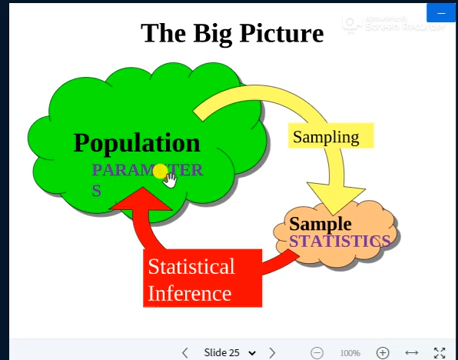 The Big Picture
Population
PARAMETER
S
Sampling
Sample
STATISTICS
Statistical
Inference
Slide 25
100%